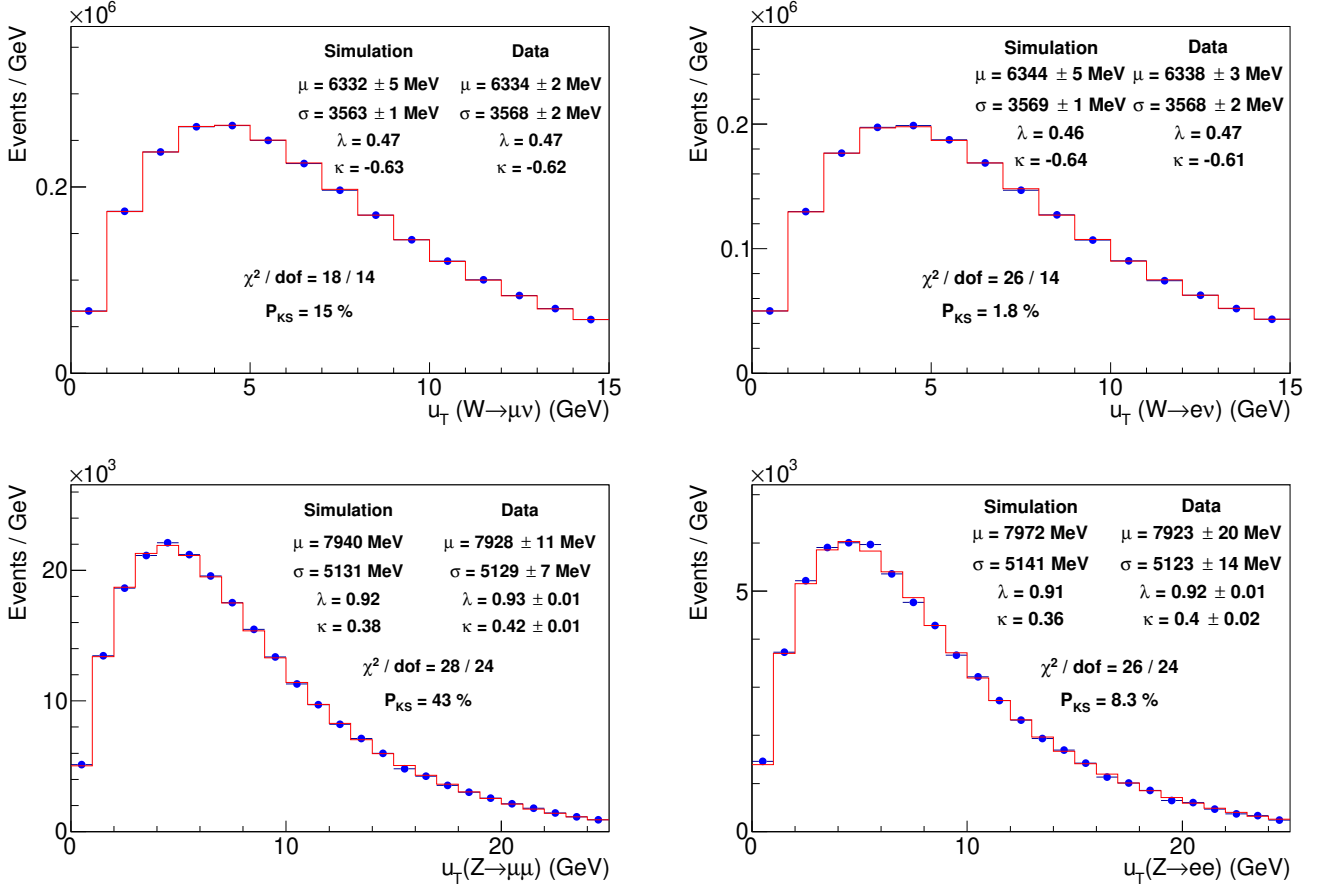 ×10⁶
Events / GeV
Simulation Data
μ = 6332 ± 5 MeV μ = 6334 ± 2 MeV
σ = 3563 ± 1 MeV σ = 3568 ± 2 MeV
λ = 0.47 λ = 0.47
κ = -0.63 κ = -0.62
χ² / dof = 18 / 14
P_KS = 15 %
0.2
0
0 5 10 15
u_T (W→μν) (GeV)
×10⁶
Events / GeV
Simulation Data
μ = 6344 ± 5 MeV μ = 6338 ± 3 MeV
σ = 3569 ± 1 MeV σ = 3568 ± 2 MeV
λ = 0.46 λ = 0.47
κ = -0.64 κ = -0.61
χ² / dof = 26 / 14
P_KS = 1.8 %
0.2
0.1
0
0 5 10 15
u_T (W→eν) (GeV)
×10³
Events / GeV
Simulation Data
μ = 7940 MeV μ = 7928 ± 11 MeV
σ = 5131 MeV σ = 5129 ± 7 MeV
λ = 0.92 λ = 0.93 ± 0.01
κ = 0.38 κ = 0.42 ± 0.01
χ² / dof = 28 / 24
P_KS = 43 %
20
10
0
0 10 20
u_T(Z→μμ) (GeV)
×10³
Events / GeV
Simulation Data
μ = 7972 MeV μ = 7923 ± 20 MeV
σ = 5141 MeV σ = 5123 ± 14 MeV
λ = 0.91 λ = 0.92 ± 0.01
κ = 0.36 κ = 0.4 ± 0.02
χ² / dof = 26 / 24
P_KS = 8.3 %
5
0
0 10 20
u_T(Z→ee) (GeV)